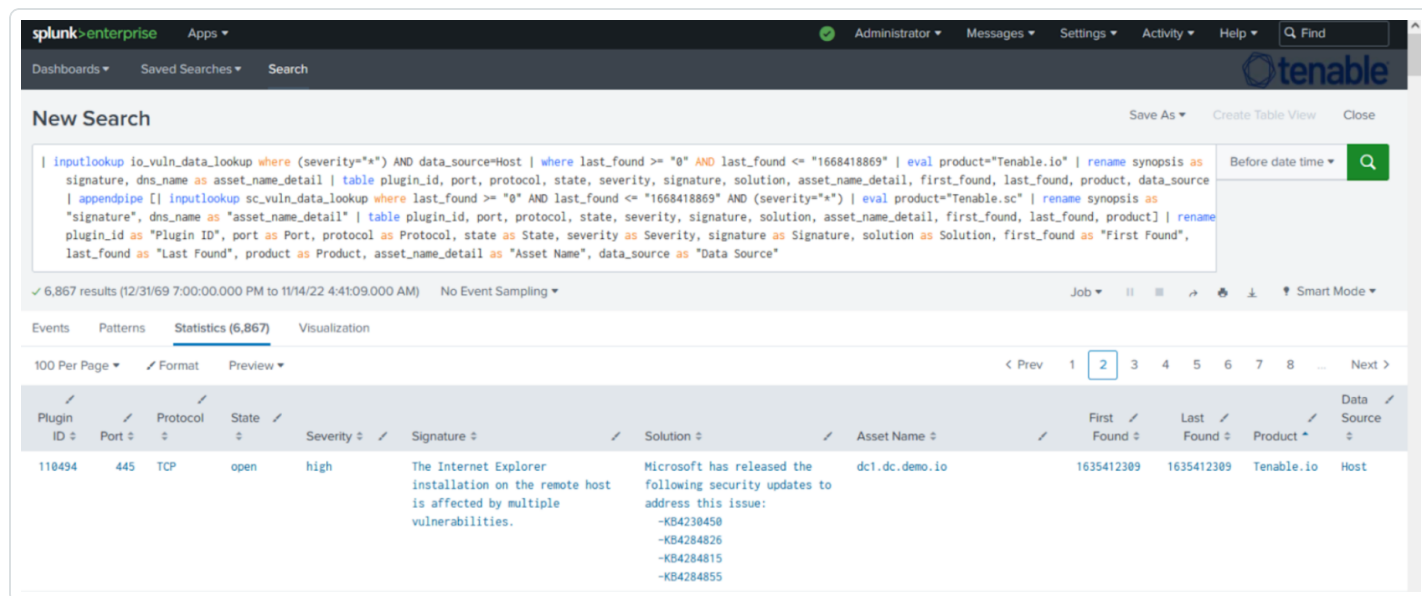 splunk>enterprise Apps Administrator Messages Settings Activity Help Find
Dashboards Saved Searches Search tenable
New Search Save As Create Table View Close
| inputlookup io_vuln_data_lookup where (severity="*") AND data_source=Host | where last_found >= "0" AND last_found <= "1668418869" | eval product="Tenable.io" | rename synopsis as Before date time
signature, dns_name as asset_name_detail | table plugin_id, port, protocol, state, severity, signature, solution, asset_name_detail, first_found, last_found, product, data_source
| appendpipe [| inputlookup sc_vuln_data_lookup where last_found >= "0" AND last_found <= "1668418869" AND (severity="*") | eval product="Tenable.sc" | rename synopsis as
"signature", dns_name as "asset_name_detail" | table plugin_id, port, protocol, state, severity, signature, solution, asset_name_detail, first_found, last_found, product] | rename
plugin_id as "Plugin ID", port as Port, protocol as Protocol, state as State, severity as Severity, signature as Signature, solution as Solution, first_found as "First Found",
last_found as "Last Found", product as Product, asset_name_detail as "Asset Name", data_source as "Data Source"
✓ 6,867 results (12/31/69 7:00:00.000 PM to 11/14/22 4:41:09.000 AM) No Event Sampling Job Smart Mode
Events Patterns Statistics (6,867) Visualization
100 Per Page Format Preview < Prev 1 2 3 4 5 6 7 8 ... Next >
Plugin ID Port Protocol State Severity Signature Solution Asset Name First Found Last Found Product Data Source
110494 445 TCP open high The Internet Explorer Microsoft has released the dc1.dc.demo.io 1635412309 1635412309 Tenable.io Host
installation on the remote host following security updates to
is affected by multiple address this issue:
vulnerabilities. -KB4230450
-KB4284826
-KB4284815
-KB4284855